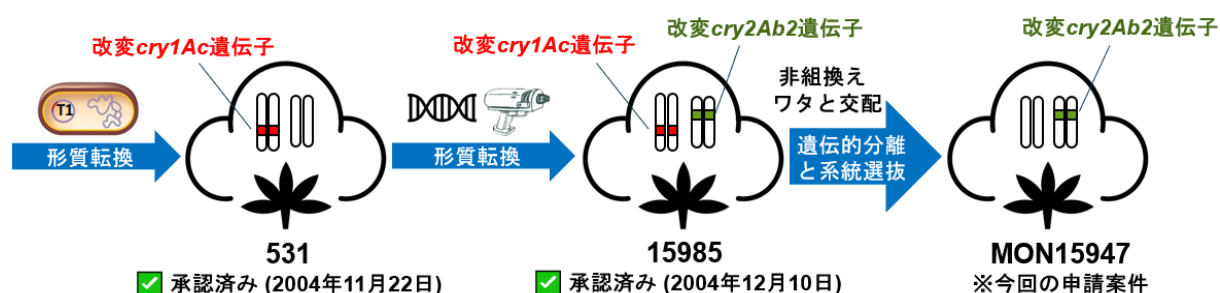 改変cry1Ac遺伝子
T1
形質転換
531
承認済み (2004年11月22日)
改変cry1Ac遺伝子
改変cry2Ab2遺伝子
形質転換
15985
承認済み (2004年12月10日)
非組換え
ワタと交配
遺伝的分離
と系統選抜
改変cry2Ab2遺伝子
MON15947
※今回の申請案件